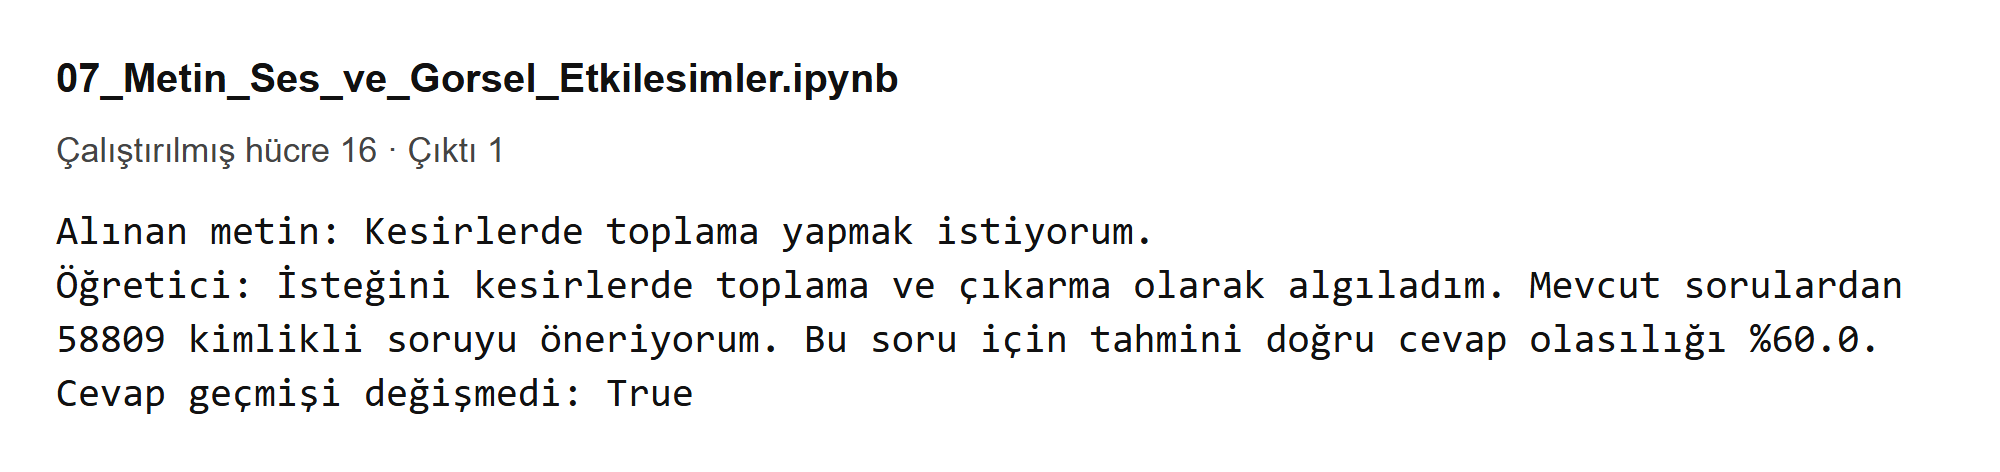 07_Metin_Ses_ve_Gorsel_Etkilesimler.ipynb
Çalıştırılmış hücre 16 · Çıktı 1
Alınan metin: Kesirlerde toplama yapmak istiyorum.
Öğretici: İsteğini kesirlerde toplama ve çıkarma olarak algıladım. Mevcut sorulardan
58809 kimlikli soruyu öneriyorum. Bu soru için tahmini doğru cevap olasılığı %60.0.
Cevap geçmişi değişmedi: True